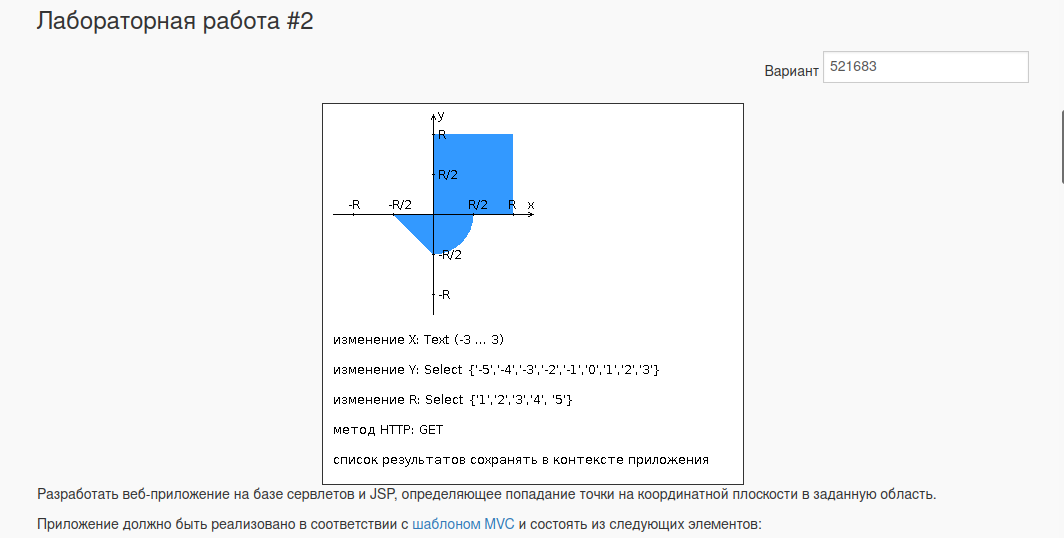 Лабораторная работа #2
Вариант 521683
y
R
R/2
-R -R/2 R/2 R x
-R/2
-R
изменение X: Text (-3 ... 3)
изменение Y: Select {'-5','-4','-3','-2','-1','0','1','2','3'}
изменение R: Select {'1','2','3','4', '5'}
метод HTTP: GET
список результатов сохранять в контексте приложения
Разработать веб-приложение на базе сервлетов и JSP, определяющее попадание точки на координатной плоскости в заданную область.
Приложение должно быть реализовано в соответствии с шаблоном MVC и состоять из следующих элементов: